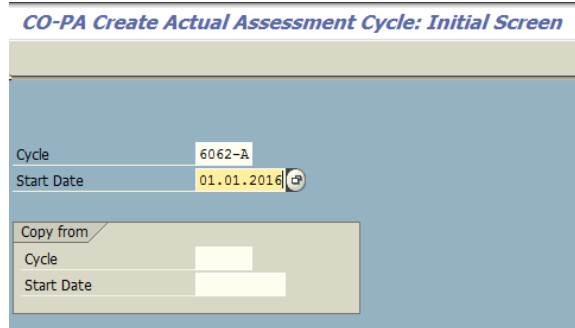 CO-PA Create Actual Assessment Cycle: Initial Screen
Cycle 6062-A
Start Date 01.01.2016
Copy from
Cycle
Start Date